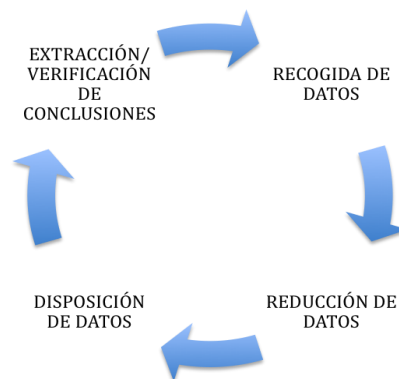 EXTRACCIÓN/
VERIFICACIÓN
DE
CONCLUSIONES
RECOGIDA DE
DATOS
REDUCCIÓN DE
DATOS
DISPOSICIÓN
DE DATOS